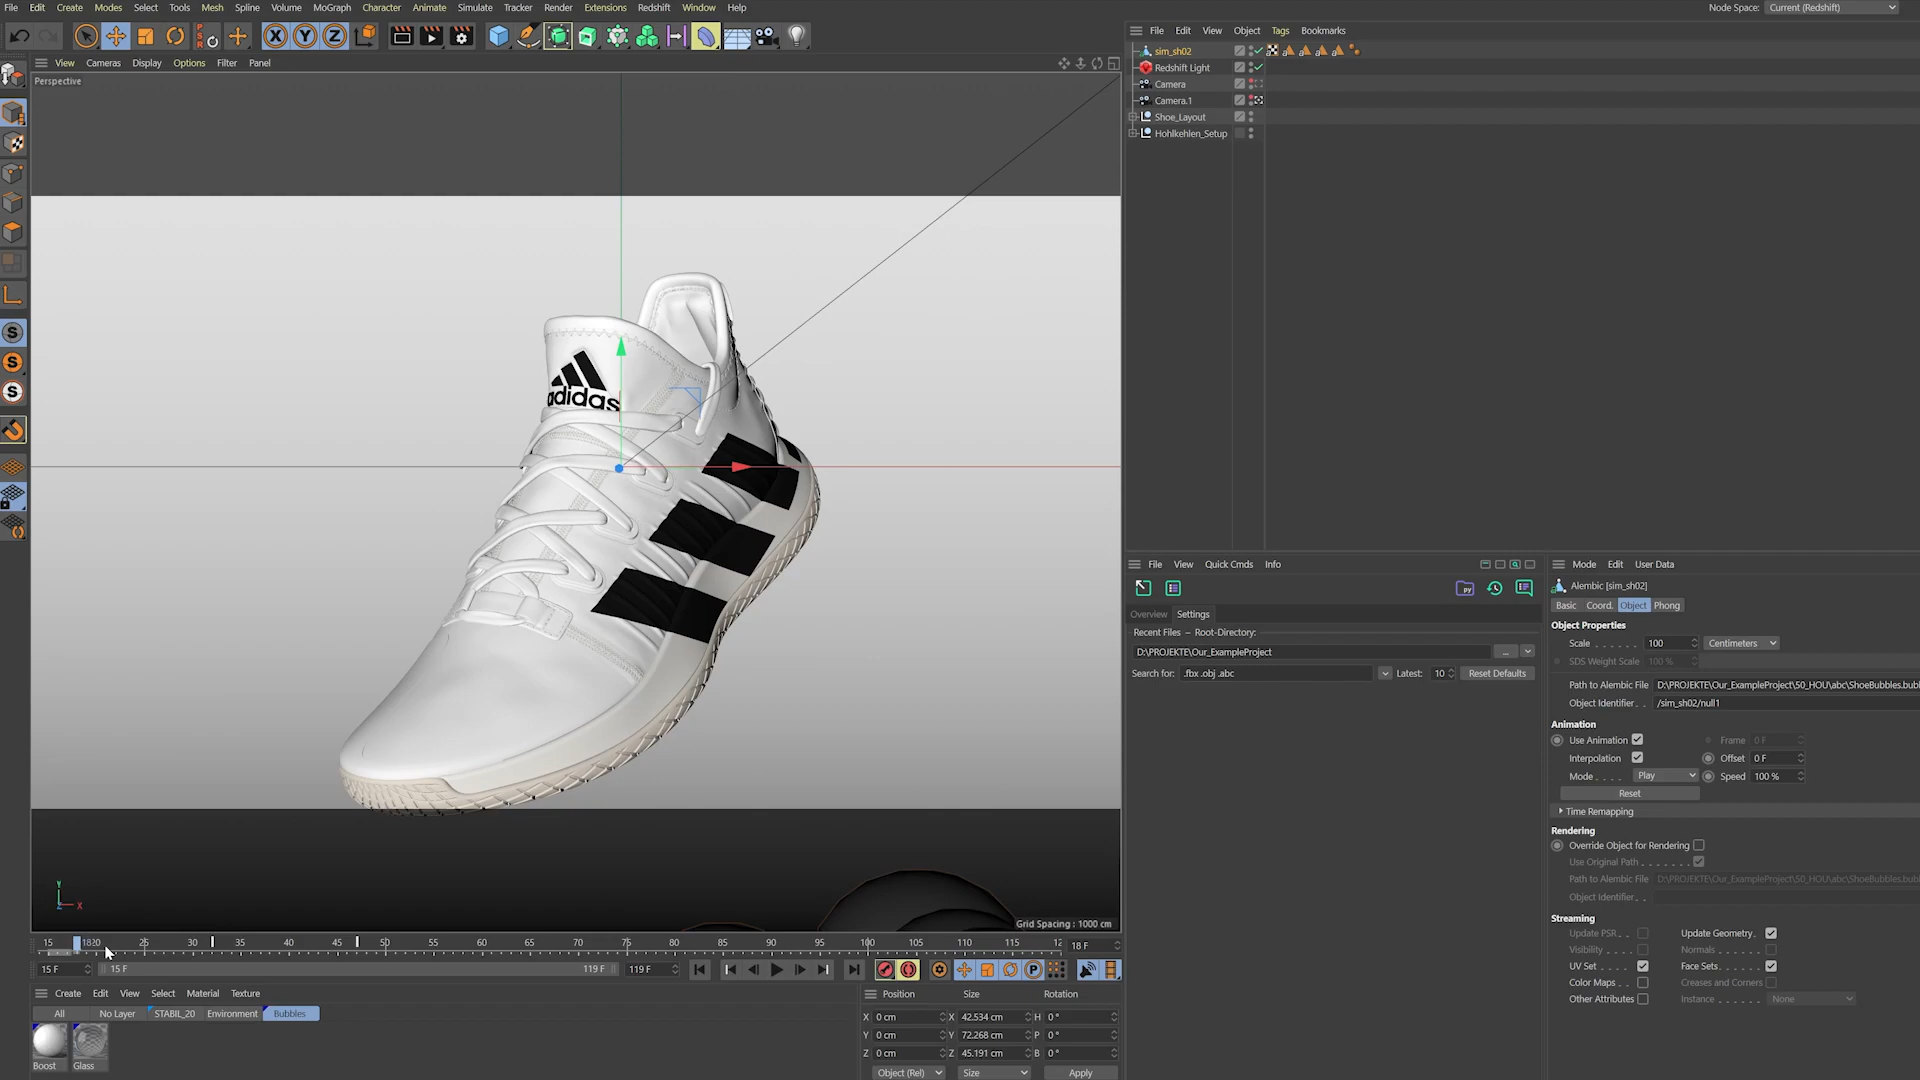 File Edit Create Modes Select Tools Mesh Spline Volume MoGraph Character Animate Simulate Tracker Render Extensions Redshift Window Help
Node Space: Current (Redshift)
X Y Z
View Cameras Display Options Filter Panel
Perspective
adidas
Y
Z X
Grid Spacing : 1000 cm
15 1820 25 30 35 40 45 50 55 60 65 70 75 80 85 90 95 100 105 110 115 12 18 F
15 F 15 F 119 F 119 F
Create Edit View Select Material Texture
All No Layer STABIL_20 Environment Bubbles
Boost Glass
Position Size Rotation
X 0 cm X 42.534 cm H 0 °
Y 0 cm Y 72.268 cm P 0 °
Z 0 cm Z 45.191 cm B 0 °
Object (Rel) Size Apply
File Edit View Object Tags Bookmarks
sim_sh02
Redshift Light
Camera
Camera.1
Shoe_Layout
Hohlkehlen_Setup
File View Quick Cmds Info
Overview Settings
Recent Files – Root-Directory:
D:\PROJEKTE\Our_ExampleProject ...
Search for: .fbx .obj .abc Latest: 10 Reset Defaults
Mode Edit User Data
Alembic [sim_sh02]
Basic Coord. Object Phong
Object Properties
Scale 100 Centimeters
SDS Weight Scale 100 %
Path to Alembic File D:\PROJEKTE\Our_ExampleProject\50_HOU\abc\ShoeBubbles.bubl
Object Identifier /sim_sh02/null1
Animation
Use Animation Frame 0 F
Interpolation Offset 0 F
Mode Play Speed 100 %
Reset
Time Remapping
Rendering
Override Object for Rendering
Use Original Path
Path to Alembic File D:\PROJEKTE\Our_ExampleProject\50_HOU\abc\ShoeBubbles.bubl
Object Identifier
Streaming
Update PSR Update Geometry
Visibility Normals
UV Set Face Sets
Color Maps Creases and Corners
Other Attributes Instance None